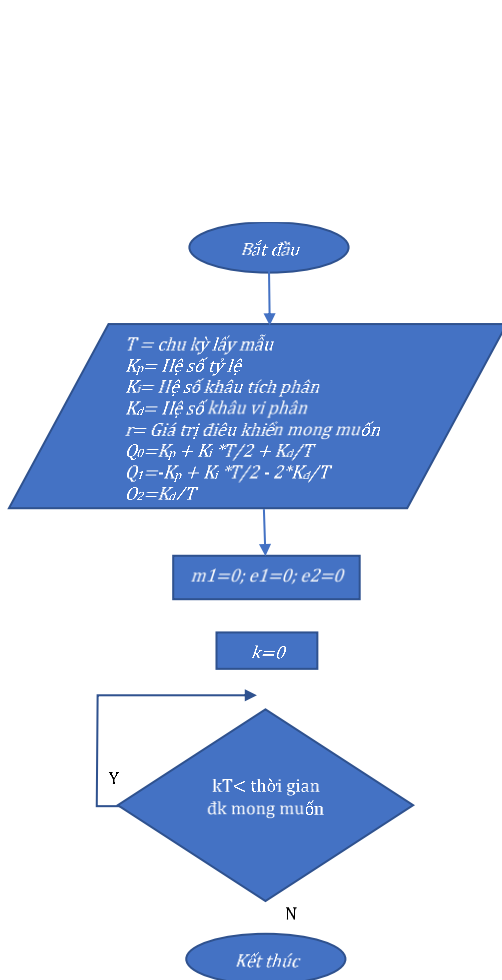 Bắt đầu
T = chu kỳ lấy mẫu
Kp= Hệ số tỷ lệ
Ki= Hệ số khâu tích phân
Kd= Hệ số khâu vi phân
r= Giá trị điều khiển mong muốn
Q0=Kp + Ki *T/2 + Kd/T
Q1=-Kp + Ki *T/2 - 2*Kd/T
Q2=Kd/T
m1=0; e1=0; e2=0
k=0
Y
kT< thời gian
đk mong muốn
N
Kết thúc